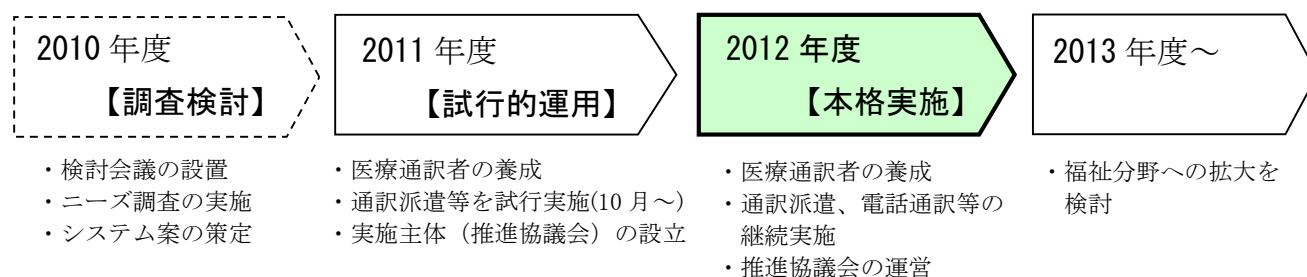 2010 年度
【調査検討】
・検討会議の設置
・ニーズ調査の実施
・システム案の策定
2011 年度
【試行的運用】
・医療通訳者の養成
・通訳派遣等を試行実施(10 月～)
・実施主体（推進協議会）の設立
2012 年度
【本格実施】
・医療通訳者の養成
・通訳派遣、電話通訳等の
継続実施
・推進協議会の運営
2013 年度～
・福祉分野への拡大を
検討